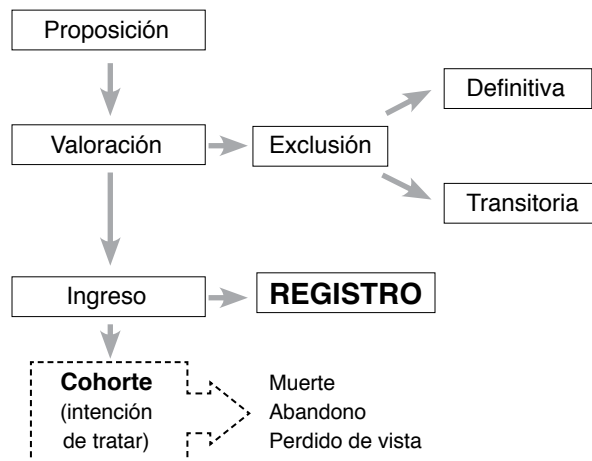 Proposición
Definitiva
Valoración
Exclusión
Transitoria
Ingreso
REGISTRO
Cohorte
(intención
de tratar)
Muerte
Abandono
Perdido de vista